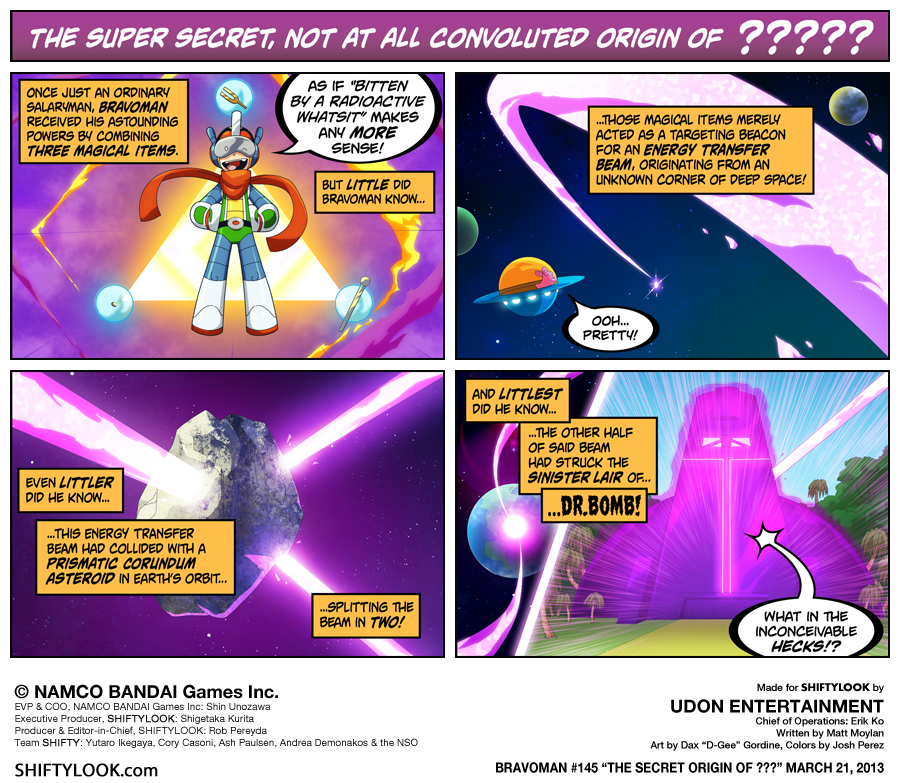 THE SUPER SECRET, NOT AT ALL CONVOLUTED ORIGIN OF ?????
ONCE JUST AN ORDINARY
SALARYMAN, BRAVOMAN
RECEIVED HIS ASTOUNDING
POWERS BY COMBINING
THREE MAGICAL ITEMS.
AS IF "BITTEN
BY A RADIOACTIVE
WHATSIT" MAKES
ANY MORE
SENSE!
BUT LITTLE DID
BRAVOMAN KNOW...
...THOSE MAGICAL ITEMS MERELY
ACTED AS A TARGETING BEACON
FOR AN ENERGY TRANSFER
BEAM, ORIGINATING FROM AN
UNKNOWN CORNER OF DEEP SPACE!
OOH...
PRETTY!
EVEN LITTLER
DID HE KNOW...
...THIS ENERGY TRANSFER
BEAM HAD COLLIDED WITH A
PRISMATIC CORUNDUM
ASTEROID IN EARTH'S ORBIT...
...SPLITTING THE
BEAM IN TWO!
AND LITTLEST
DID HE KNOW...
...THE OTHER HALF
OF SAID BEAM
HAD STRUCK THE
SINISTER LAIR OF...
...DR.BOMB!
WHAT IN THE
INCONCEIVABLE
HECKS!?
© NAMCO BANDAI Games Inc.
EVP & COO, NAMCO BANDAI Games Inc: Shin Unozawa
Executive Producer, SHIFTYLOOK: Shigetaka Kurita
Producer & Editor-in-Chief, SHIFTYLOOK: Rob Pereyda
Team SHIFTY: Yutaro Ikegaya, Cory Casoni, Ash Paulsen, Andrea Demonakos & the NSO
SHIFTYLOOK.com
Made for SHIFTYLOOK by
UDON ENTERTAINMENT
Chief of Operations: Erik Ko
Written by Matt Moylan
Art by Dax "D-Gee" Gordine, Colors by Josh Perez
BRAVOMAN #145 "THE SECRET ORIGIN OF ???" MARCH 21, 2013